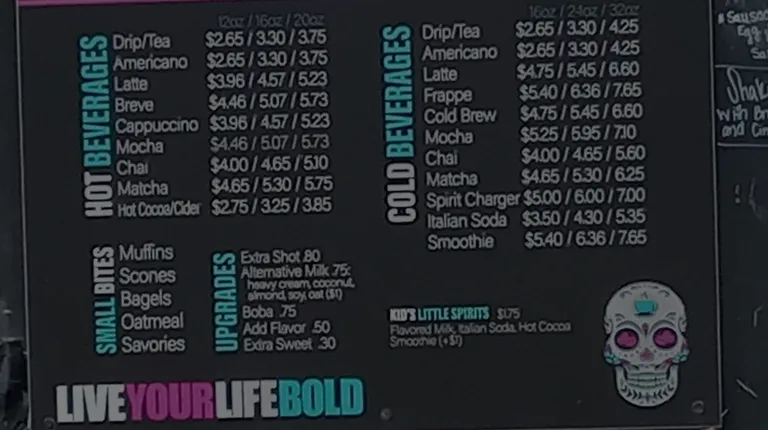 12oz / 16oz / 20oz
HOT BEVERAGES
Drip/Tea $2.65 / 3.30 / 3.75
Americano $2.65 / 3.30 / 3.75
Latte $3.96 / 4.57 / 5.23
Breve $4.46 / 5.07 / 5.73
Cappuccino $3.96 / 4.57 / 5.23
Mocha $4.46 / 5.07 / 5.73
Chai $4.00 / 4.65 / 5.10
Matcha $4.65 / 5.30 / 5.75
Hot Cocoa/Cider $2.75 / 3.25 / 3.85
16oz / 24oz / 32oz
COLD BEVERAGES
Drip/Tea $2.65 / 3.30 / 4.25
Americano $2.65 / 3.30 / 4.25
Latte $4.75 / 5.45 / 6.60
Frappe $5.40 / 6.36 / 7.65
Cold Brew $4.75 / 5.45 / 6.60
Mocha $5.25 / 5.95 / 7.10
Chai $4.00 / 4.65 / 5.60
Matcha $4.65 / 5.30 / 6.25
Spirit Charger $5.00 / 6.00 / 7.00
Italian Soda $3.50 / 4.30 / 5.35
Smoothie $5.40 / 6.36 / 7.65
SMALL BITES
Muffins
Scones
Bagels
Oatmeal
Savories
UPGRADES
Extra Shot .80
Alternative Milk .75:
heavy cream, coconut,
almond, soy, oat ($1)
Boba .75
Add Flavor .50
Extra Sweet .30
KID'S LITTLE SPIRITS $1.75
Flavored Milk, Italian Soda, Hot Cocoa
Smoothie (+$1)
LIVEYOURLIFEBOLD
Egg
with
and